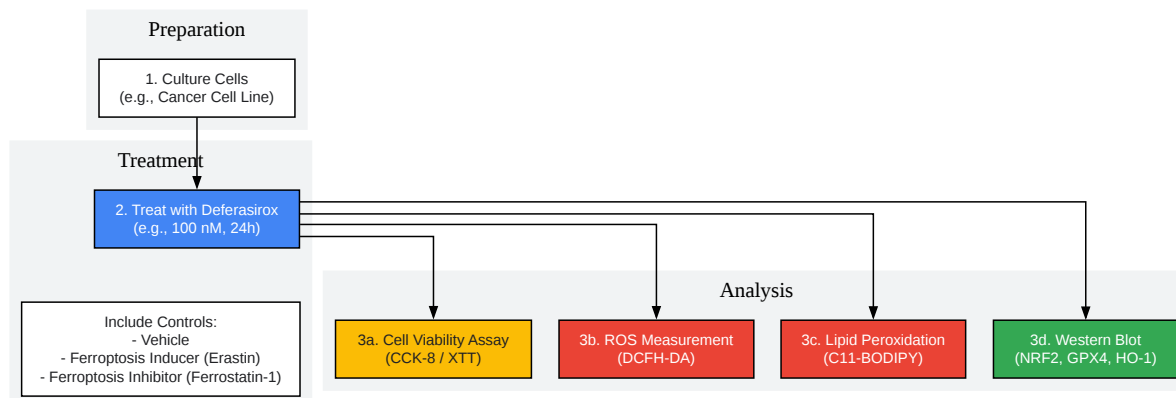 Preparation
1. Culture Cells
(e.g., Cancer Cell Line)
Treatment
2. Treat with Deferasirox
(e.g., 100 nM, 24h)
Include Controls:
- Vehicle
- Ferroptosis Inducer (Erastin)
- Ferroptosis Inhibitor (Ferrostatin-1)
Analysis
3a. Cell Viability Assay
(CCK-8 / XTT)
3b. ROS Measurement
(DCFH-DA)
3c. Lipid Peroxidation
(C11-BODIPY)
3d. Western Blot
(NRF2, GPX4, HO-1)